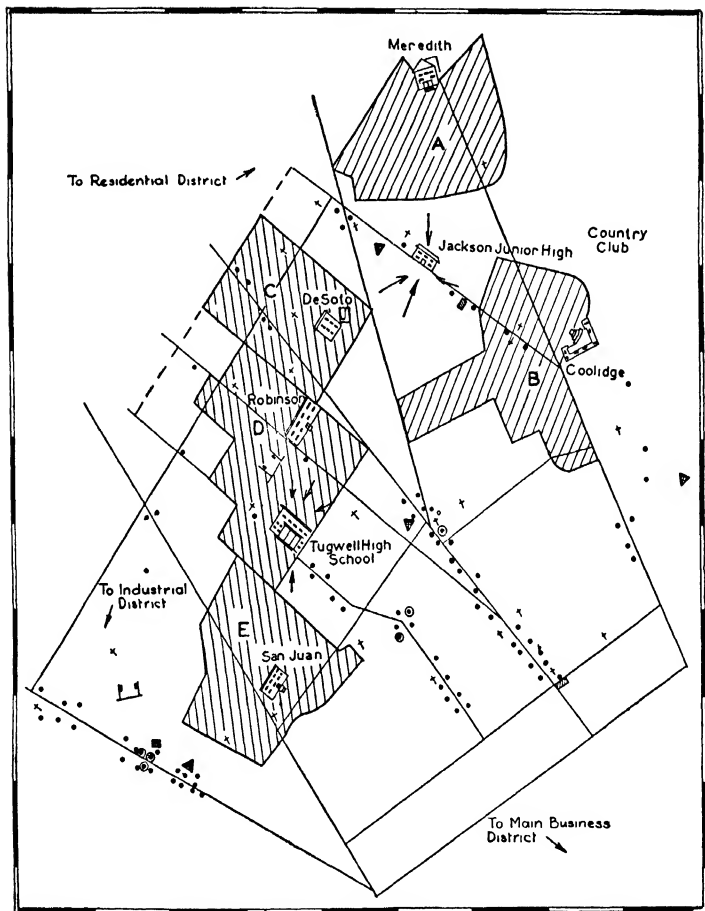 Meredith
A
To Residential District
Jackson Junior High
Country
Club
C
DeSoto
Coolidge
B
Robinson
D
Tugwell High
School
To Industrial
District
E
San Juan
To Main Business
District